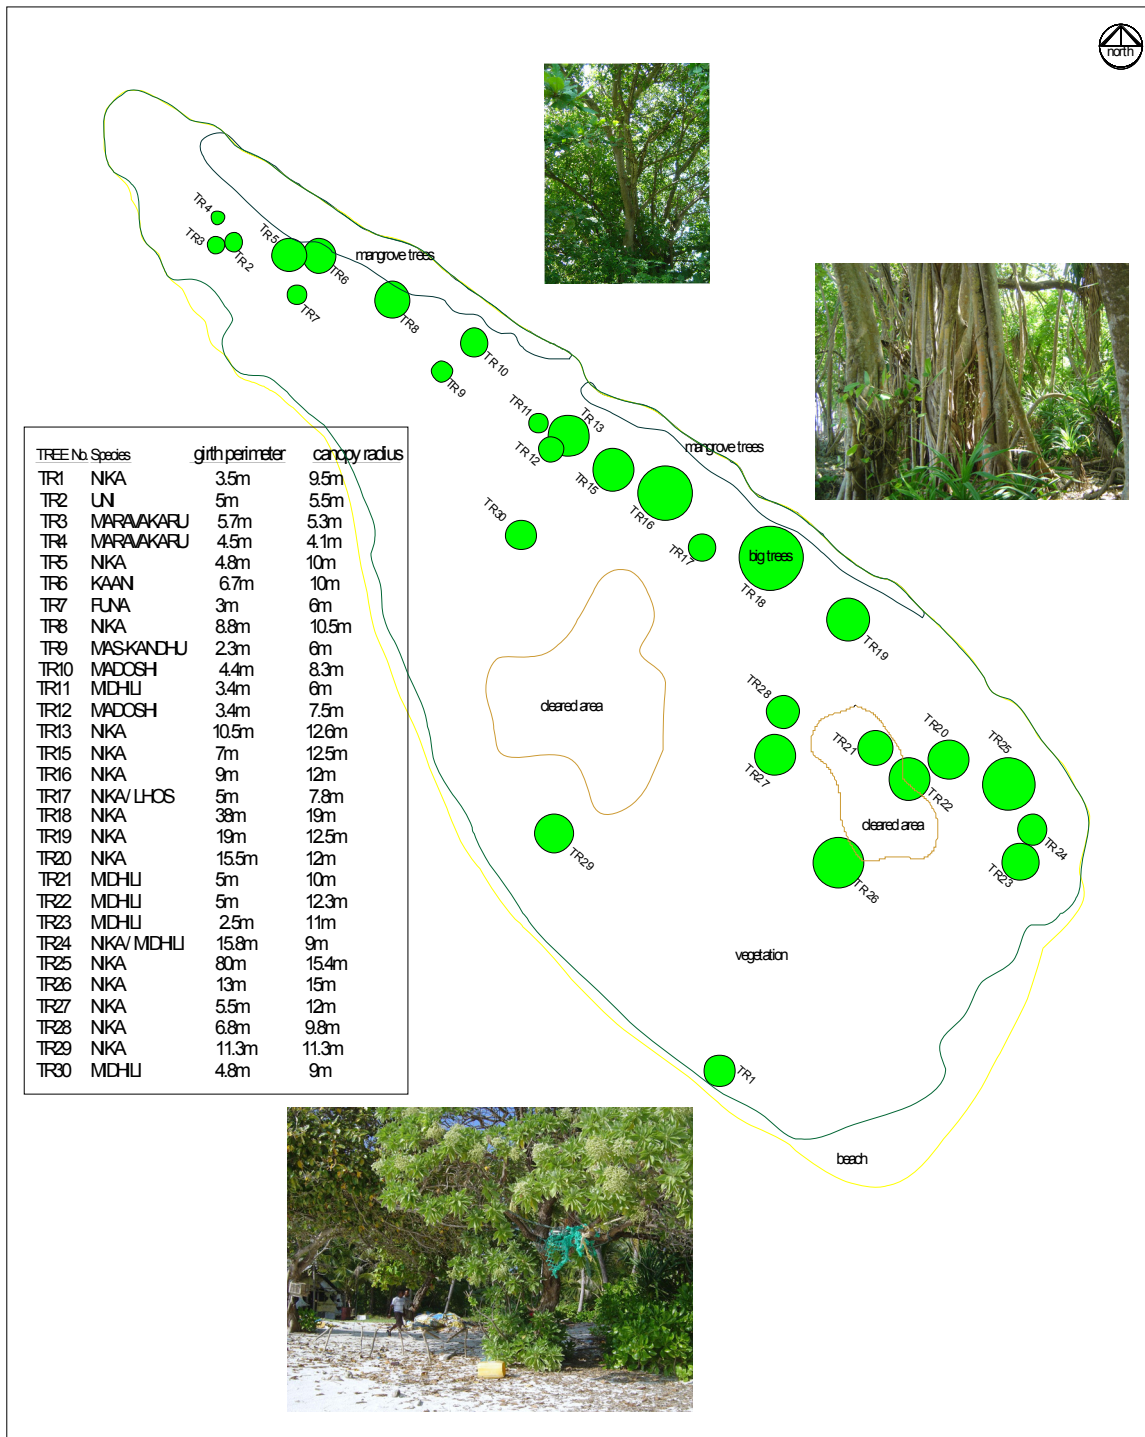 north
TR4
TR3
TR2
TR5
mangrove trees
TR6
TR7
TR8
TR10
TR9
TR11
TR13
TR12
mangrove trees
TR15
TR16
TR30
TR17
big trees
TR18
TR19
TR28
cleared area
TR21
TR20
TR25
TR27
TR22
cleared area
TR24
TR29
TR23
TR26
vegetation
TR1
beach
TREE No. Species girth perimeter canopy radius
TR1 NIKA 3.5m 9.5m
TR2 UNI 5m 5.5m
TR3 MARAVAKARU 5.7m 5.3m
TR4 MARAVAKARU 4.5m 4.1m
TR5 NIKA 4.8m 10m
TR6 KAANI 6.7m 10m
TR7 FUNA 3m 6m
TR8 NIKA 8.8m 10.5m
TR9 MAS-KANDHU 2.3m 6m
TR10 MADOSHI 4.4m 8.3m
TR11 MIDHILI 3.4m 6m
TR12 MADOSHI 3.4m 7.5m
TR13 NIKA 10.5m 12.6m
TR15 NIKA 7m 12.5m
TR16 NIKA 9m 12m
TR17 NIKA/ LHOS 5m 7.8m
TR18 NIKA 38m 19m
TR19 NIKA 19m 12.5m
TR20 NIKA 15.5m 12m
TR21 MIDHILI 5m 10m
TR22 MIDHILI 5m 12.3m
TR23 MIDHILI 2.5m 11m
TR24 NIKA/ MIDHILI 15.8m 9m
TR25 NIKA 80m 15.4m
TR26 NIKA 13m 15m
TR27 NIKA 5.5m 12m
TR28 NIKA 6.8m 9.8m
TR29 NIKA 11.3m 11.3m
TR30 MIDHILI 4.8m 9m